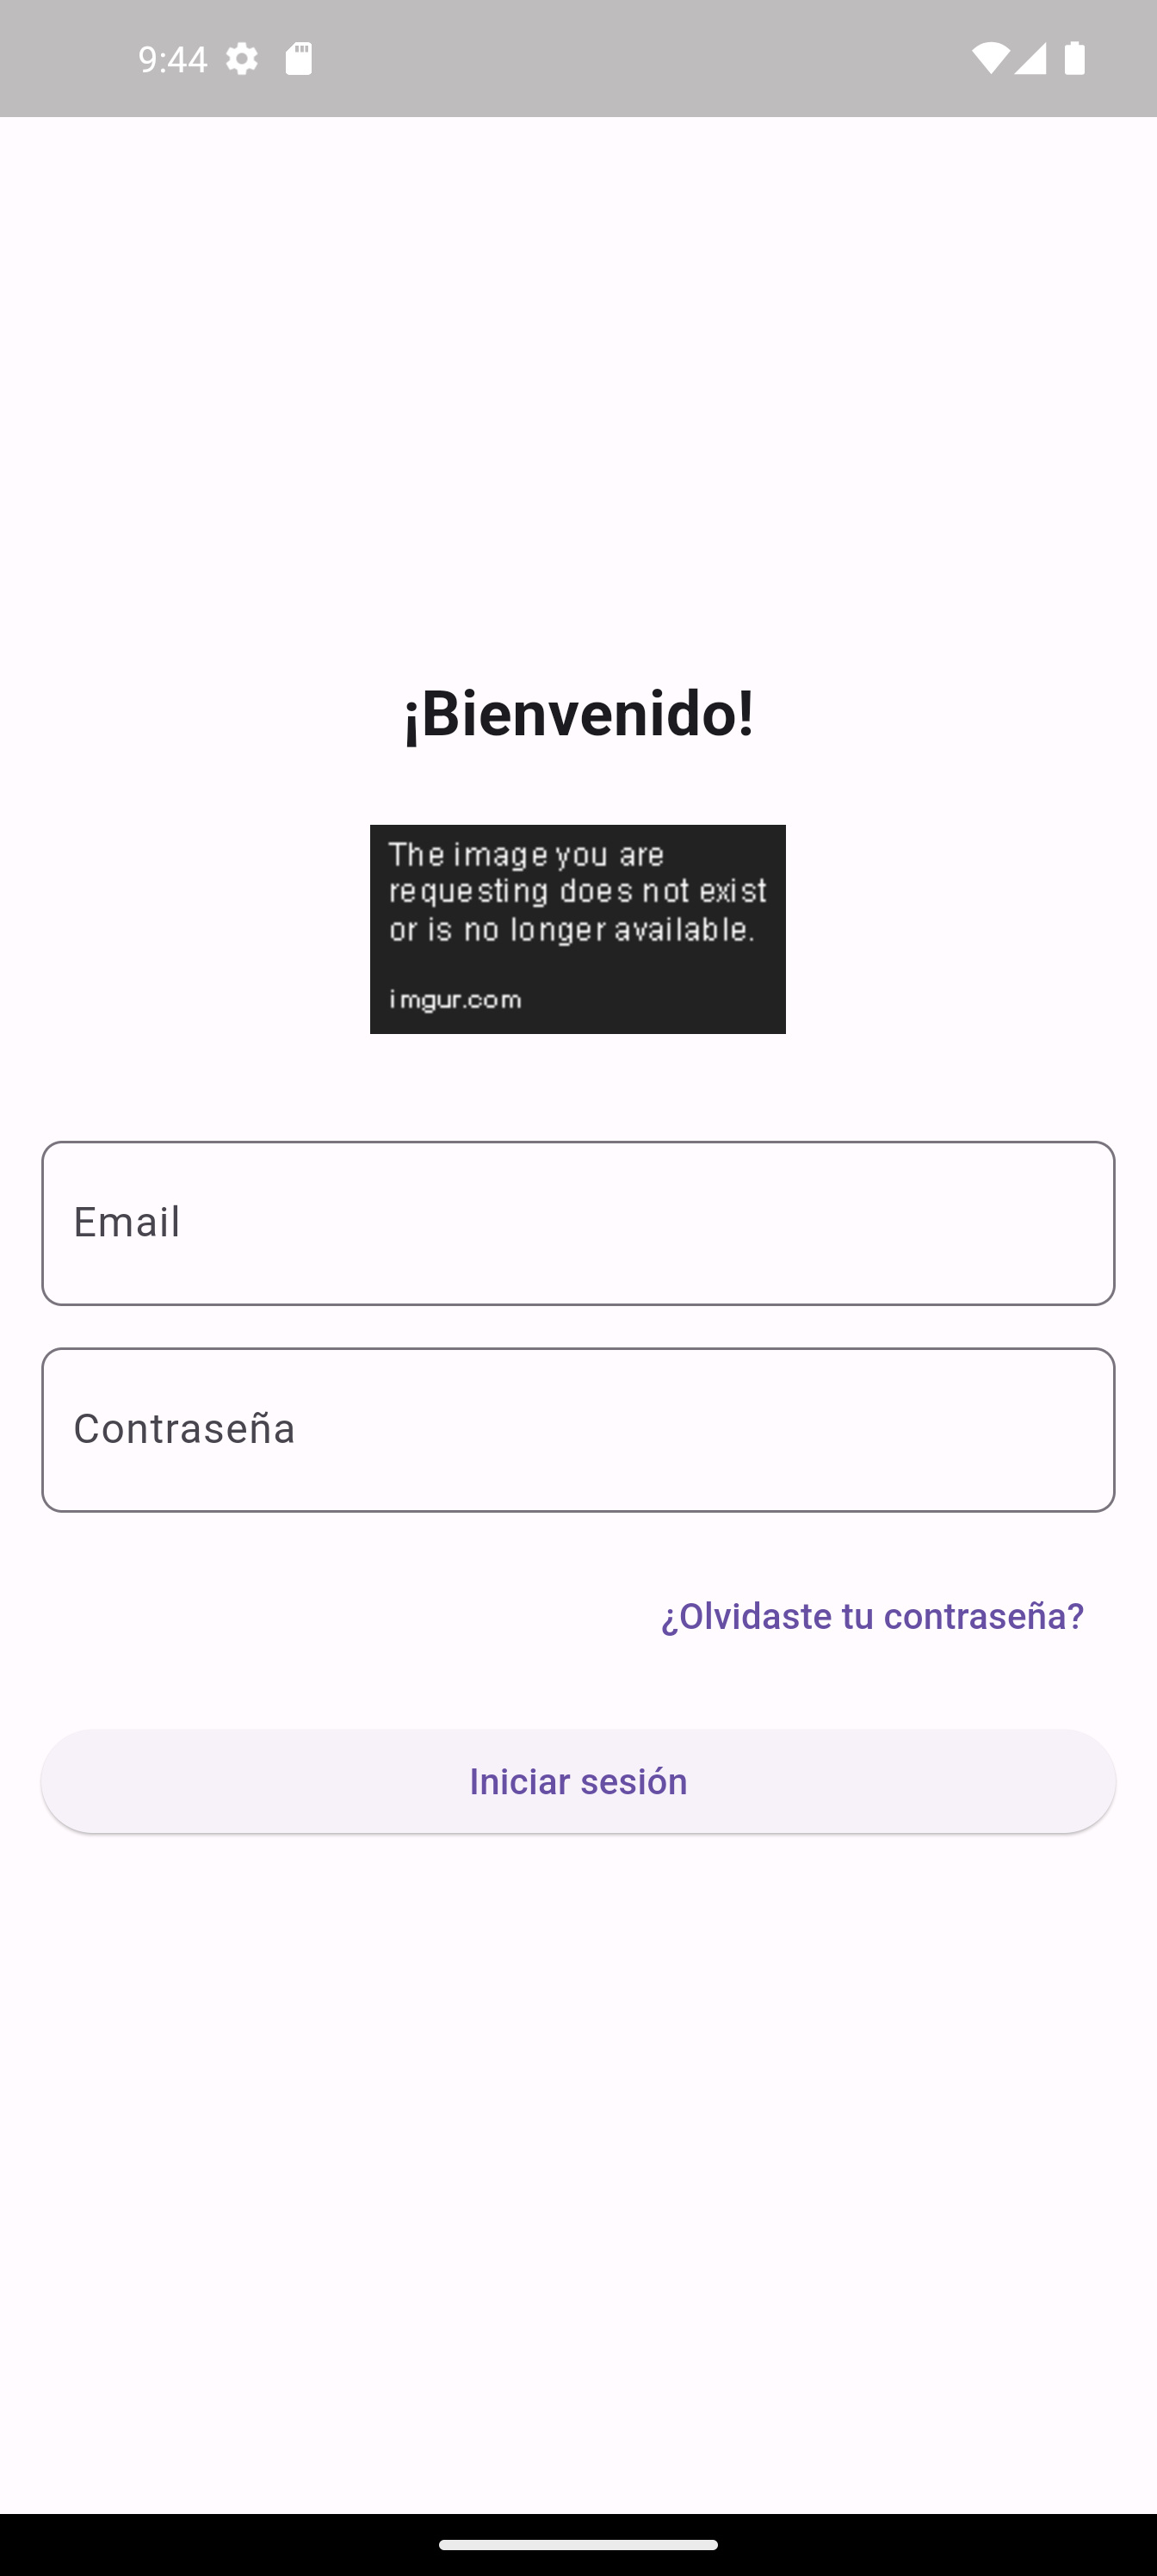 9:44
¡Bienvenido!
The image you are
requesting does not exist
or is no longer available.
imgur.com
Email
Contraseña
¿Olvidaste tu contraseña?
Iniciar sesión